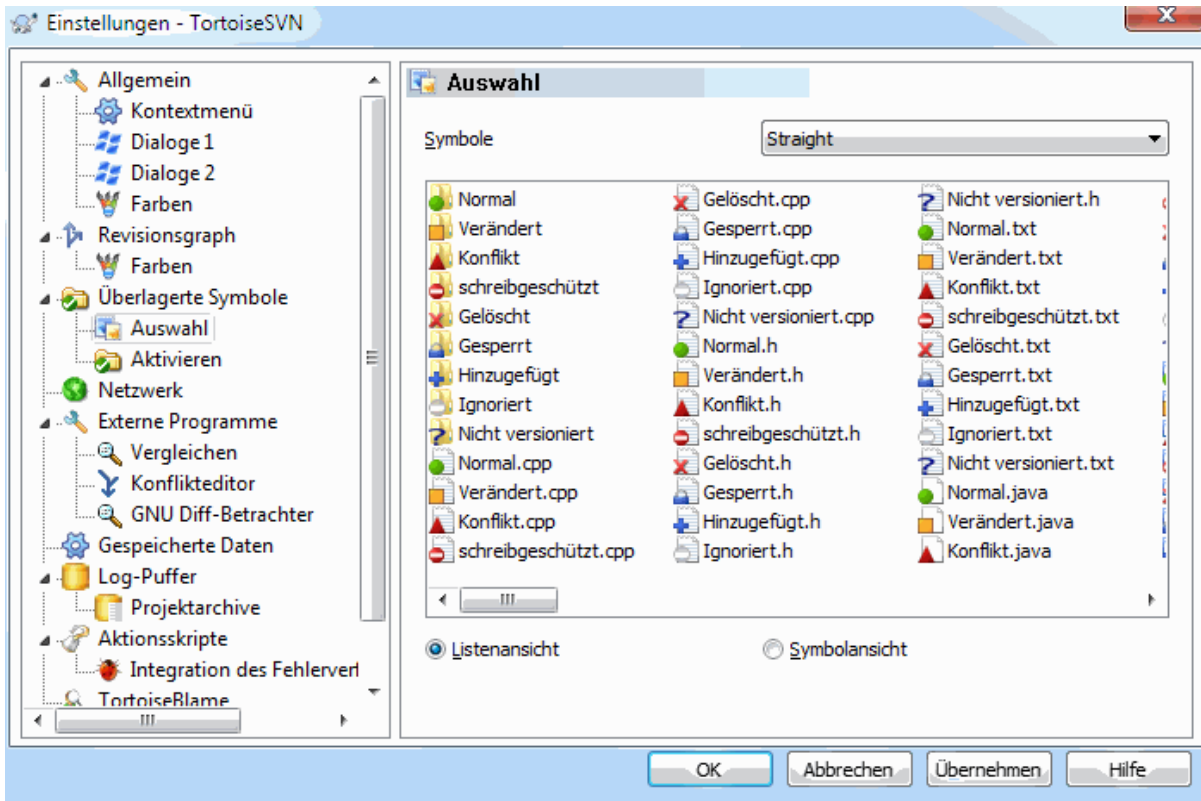 Einstellungen - TortoiseSVN
Allgemein
Kontextmenü
Dialoge 1
Dialoge 2
Farben
Revisionsgraph
Farben
Überlagerte Symbole
Auswahl
Aktivieren
Netzwerk
Externe Programme
Vergleichen
Konflikteditor
GNU Diff-Betrachter
Gespeicherte Daten
Log-Puffer
Projektarchive
Aktionsskripte
Integration des Fehlerverf
TortoiseBlame
Auswahl
Symbole
Straight
Normal
Verändert
Konflikt
schreibgeschützt
Gelöscht
Gesperrt
Hinzugefügt
Ignoriert
Nicht versioniert
Normal.cpp
Verändert.cpp
Konflikt.cpp
schreibgeschützt.cpp
Gelöscht.cpp
Gesperrt.cpp
Hinzugefügt.cpp
Ignoriert.cpp
Nicht versioniert.cpp
Normal.h
Verändert.h
Konflikt.h
schreibgeschützt.h
Gelöscht.h
Gesperrt.h
Hinzugefügt.h
Ignoriert.h
Nicht versioniert.h
Normal.txt
Verändert.txt
Konflikt.txt
schreibgeschützt.txt
Gelöscht.txt
Gesperrt.txt
Hinzugefügt.txt
Ignoriert.txt
Nicht versioniert.txt
Normal.java
Verändert.java
Konflikt.java
Listenansicht
Symbolansicht
OK
Abbrechen
Übernehmen
Hilfe